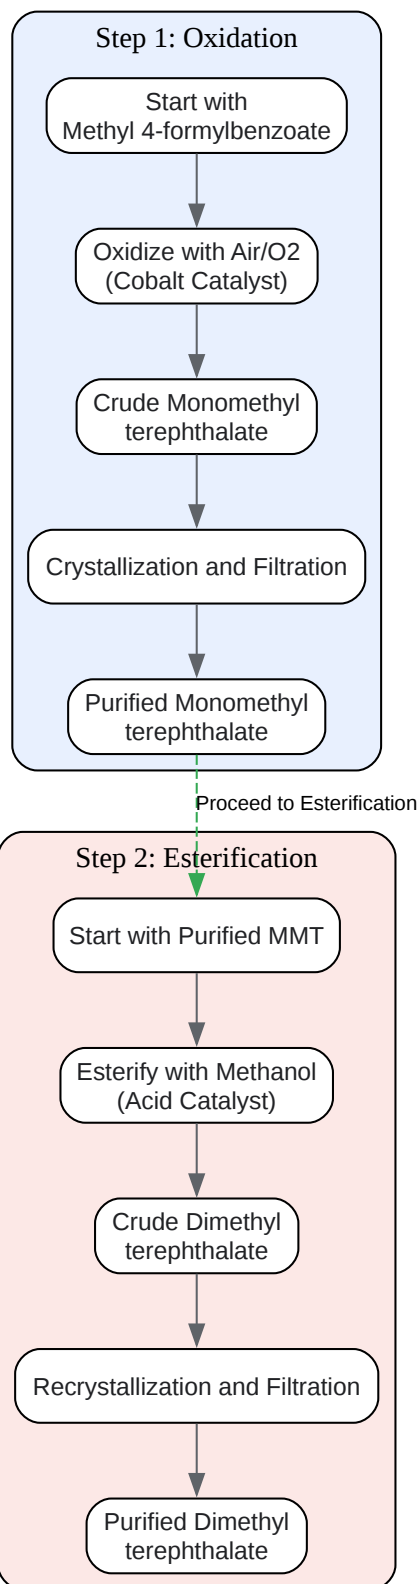 Step 1: Oxidation
Start with
Methyl 4-formylbenzoate
Oxidize with Air/O2
(Cobalt Catalyst)
Crude Monomethyl
terephthalate
Crystallization and Filtration
Purified Monomethyl
terephthalate
Proceed to Esterification
Step 2: Esterification
Start with Purified MMT
Esterify with Methanol
(Acid Catalyst)
Crude Dimethyl
terephthalate
Recrystallization and Filtration
Purified Dimethyl
terephthalate